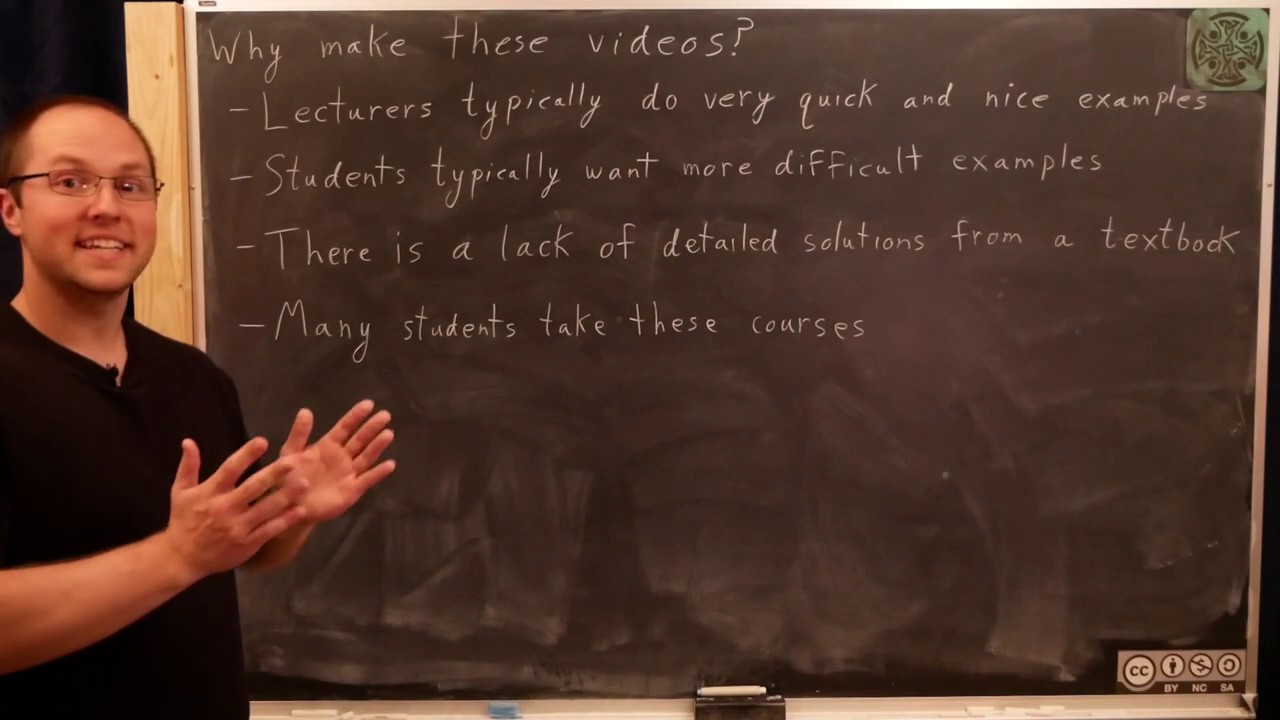 Why make these videos?
- Lecturers typically do very quick and nice examples
- Students typically want more difficult examples
- There is a lack of detailed solutions from a textbook
- Many students take these courses
cc BY NC SA